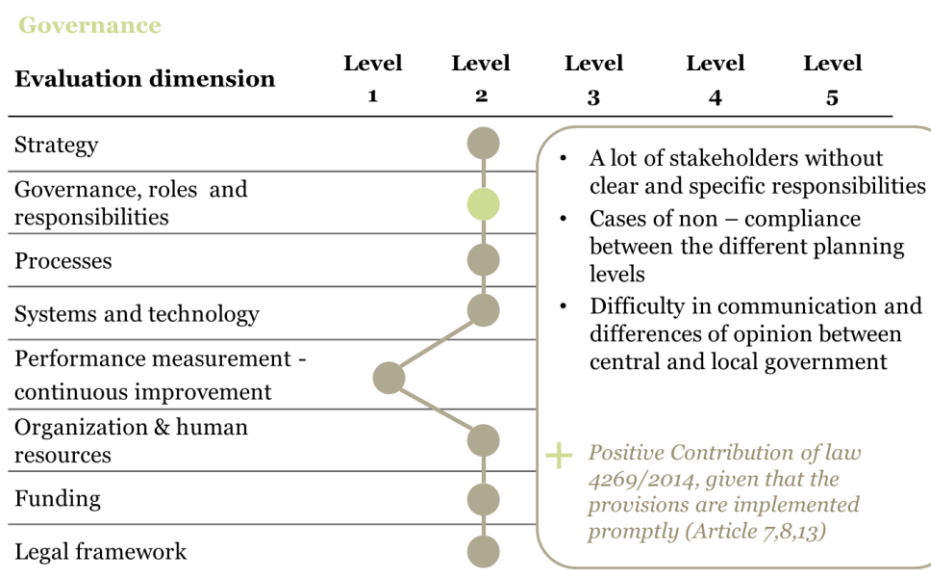 Governance
Evaluation dimension
Level 1
Level 2
Level 3
Level 4
Level 5
Strategy
Governance, roles and
responsibilities
Processes
Systems and technology
Performance measurement -
continuous improvement
Organization & human
resources
Funding
Legal framework
• A lot of stakeholders without
clear and specific responsibilities
• Cases of non – compliance
between the different planning
levels
• Difficulty in communication and
differences of opinion between
central and local government
+ Positive Contribution of law
4269/2014, given that the
provisions are implemented
promptly (Article 7,8,13)